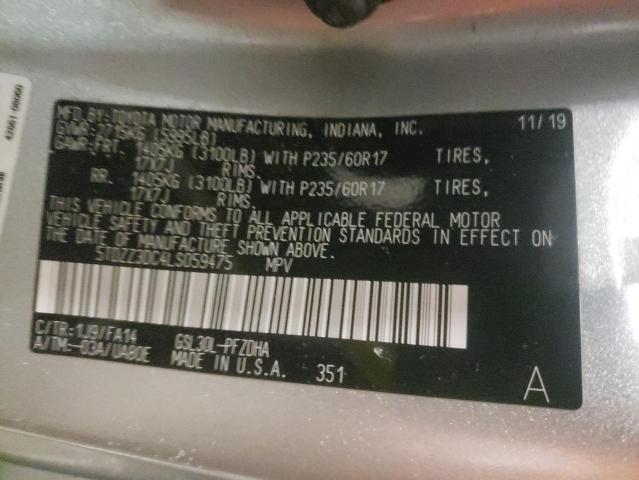 MFD.BY:TOYOTA MOTOR MANUFACTURING, INDIANA, INC. 11/19
GVWR:2715KG (5985LB)
GAWR:FRT. 1405KG (3100LB) WITH P235/60R17 TIRES,
17X7J RIMS.
RR. 1405KG (3100LB) WITH P235/60R17 TIRES,
17X7J RIMS.
THIS VEHICLE CONFORMS TO ALL APPLICABLE FEDERAL MOTOR
VEHICLE SAFETY AND THEFT PREVENTION STANDARDS IN EFFECT ON
THE DATE OF MANUFACTURE SHOWN ABOVE.
5TDZZ3DC4LS059475 MPV
C/TR:1J9/FA14 GSL30L-PFZDHA
A/TM:-03A/UA80E MADE IN U.S.A. 351
A